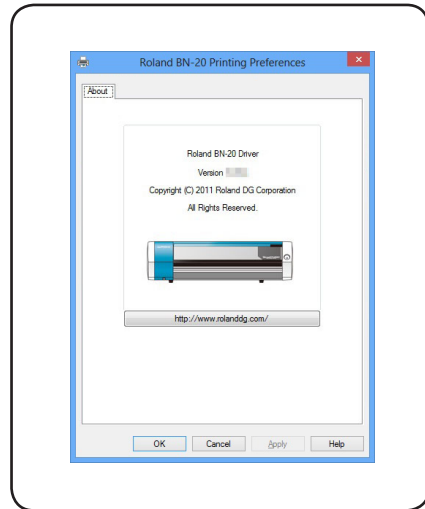 Roland BN-20 Printing Preferences
About
Roland BN-20 Driver
Version
Copyright (C) 2011 Roland DG Corporation
All Rights Reserved.
http://www.rolanddg.com/
OK Cancel Apply Help